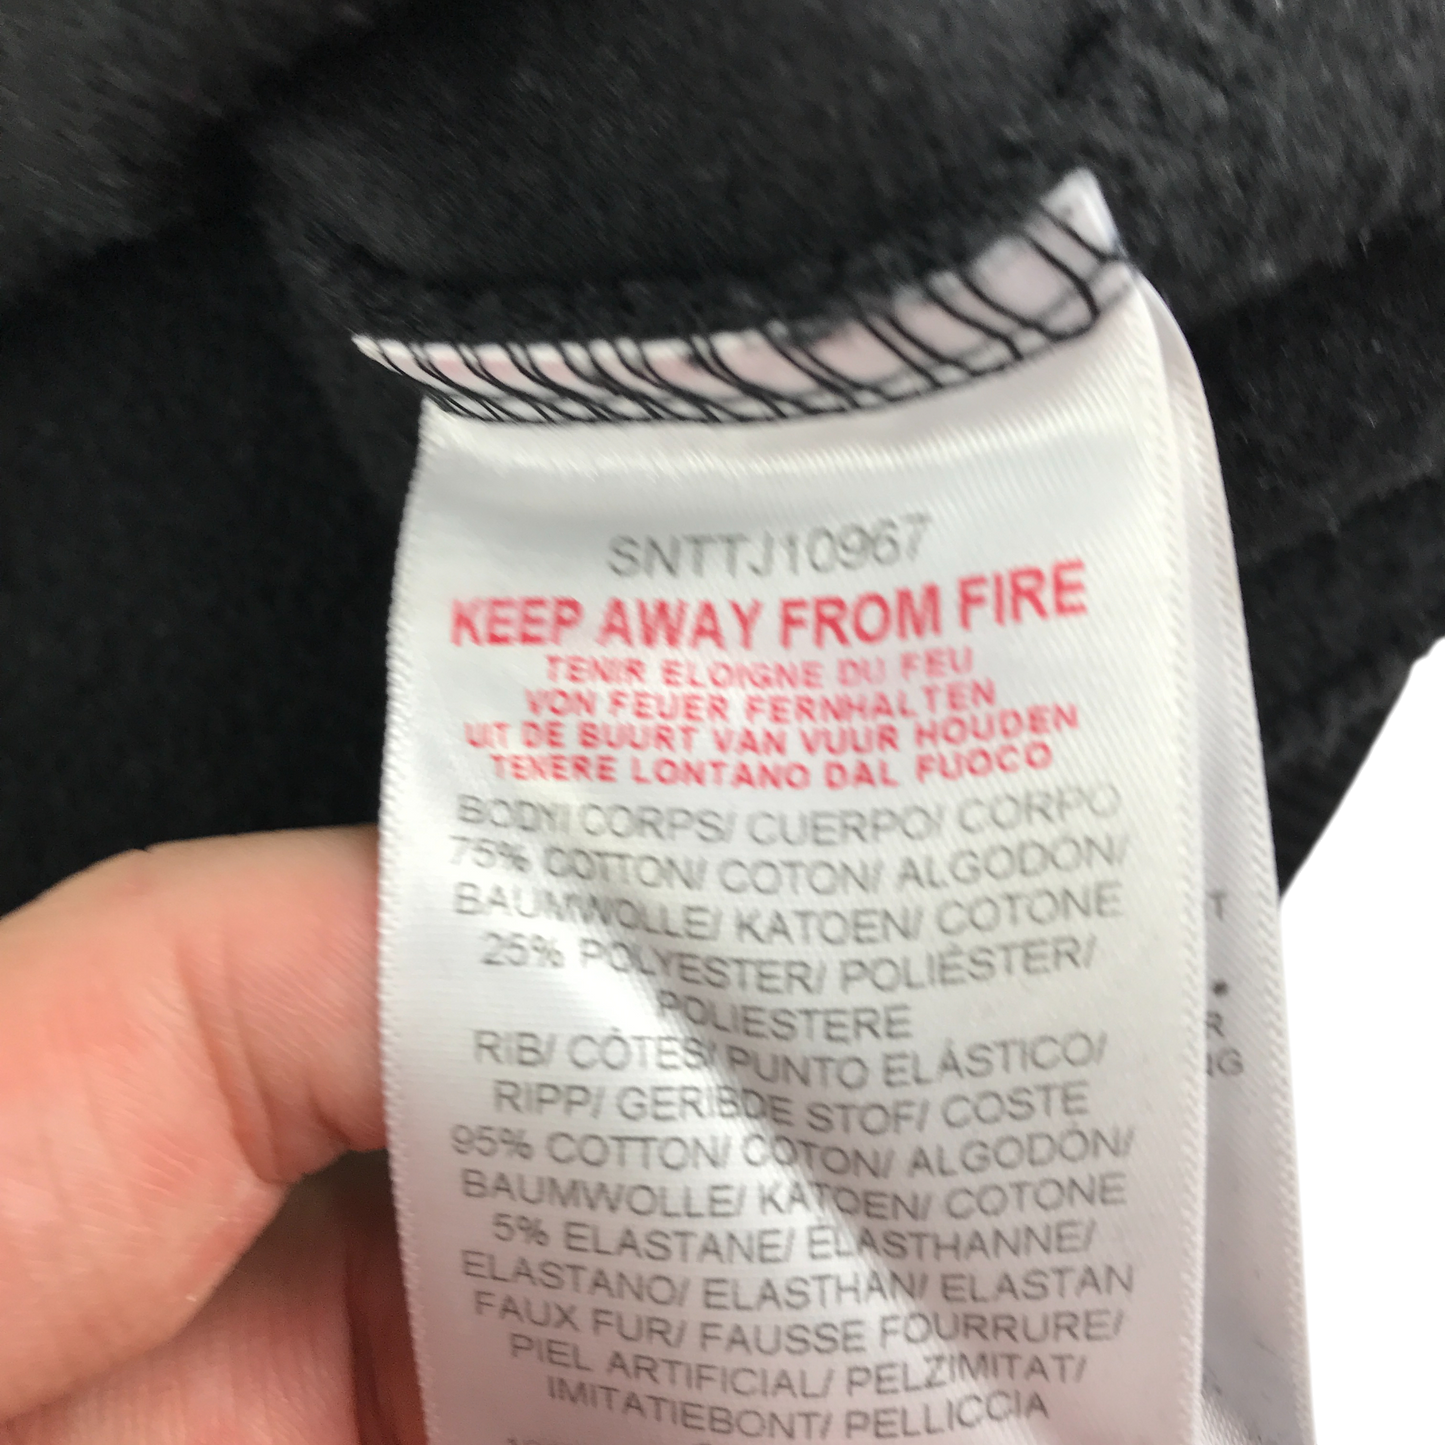 SNTTJ10967
KEEP AWAY FROM FIRE
TENIR ELOIGNE DU FEU
VON FEUER FERNHALTEN
UIT DE BUURT VAN VUUR HOUDEN
TENERE LONTANO DAL FUOCO
BODY/ CORPS/ CUERPO/ CORPO
75% COTTON/ COTON/ ALGODÓN/
BAUMWOLLE/ KATOEN/ COTONE
25% POLYESTER/ POLIÉSTER/
POLIESTERE
RIB/ CÔTES/ PUNTO ELÁSTICO/
RIPP/ GERIBDE STOF/ COSTE
95% COTTON/ COTON/ ALGODÓN/
BAUMWOLLE/ KATOEN/ COTONE
5% ELASTANE/ ÉLASTHANNE/
ELASTANO/ ELASTHAN/ ELASTAN
FAUX FUR/ FAUSSE FOURRURE/
PIEL ARTIFICIAL/ PELZIMITAT/
IMITATIEBONT/ PELLICCIA
T
R
NG